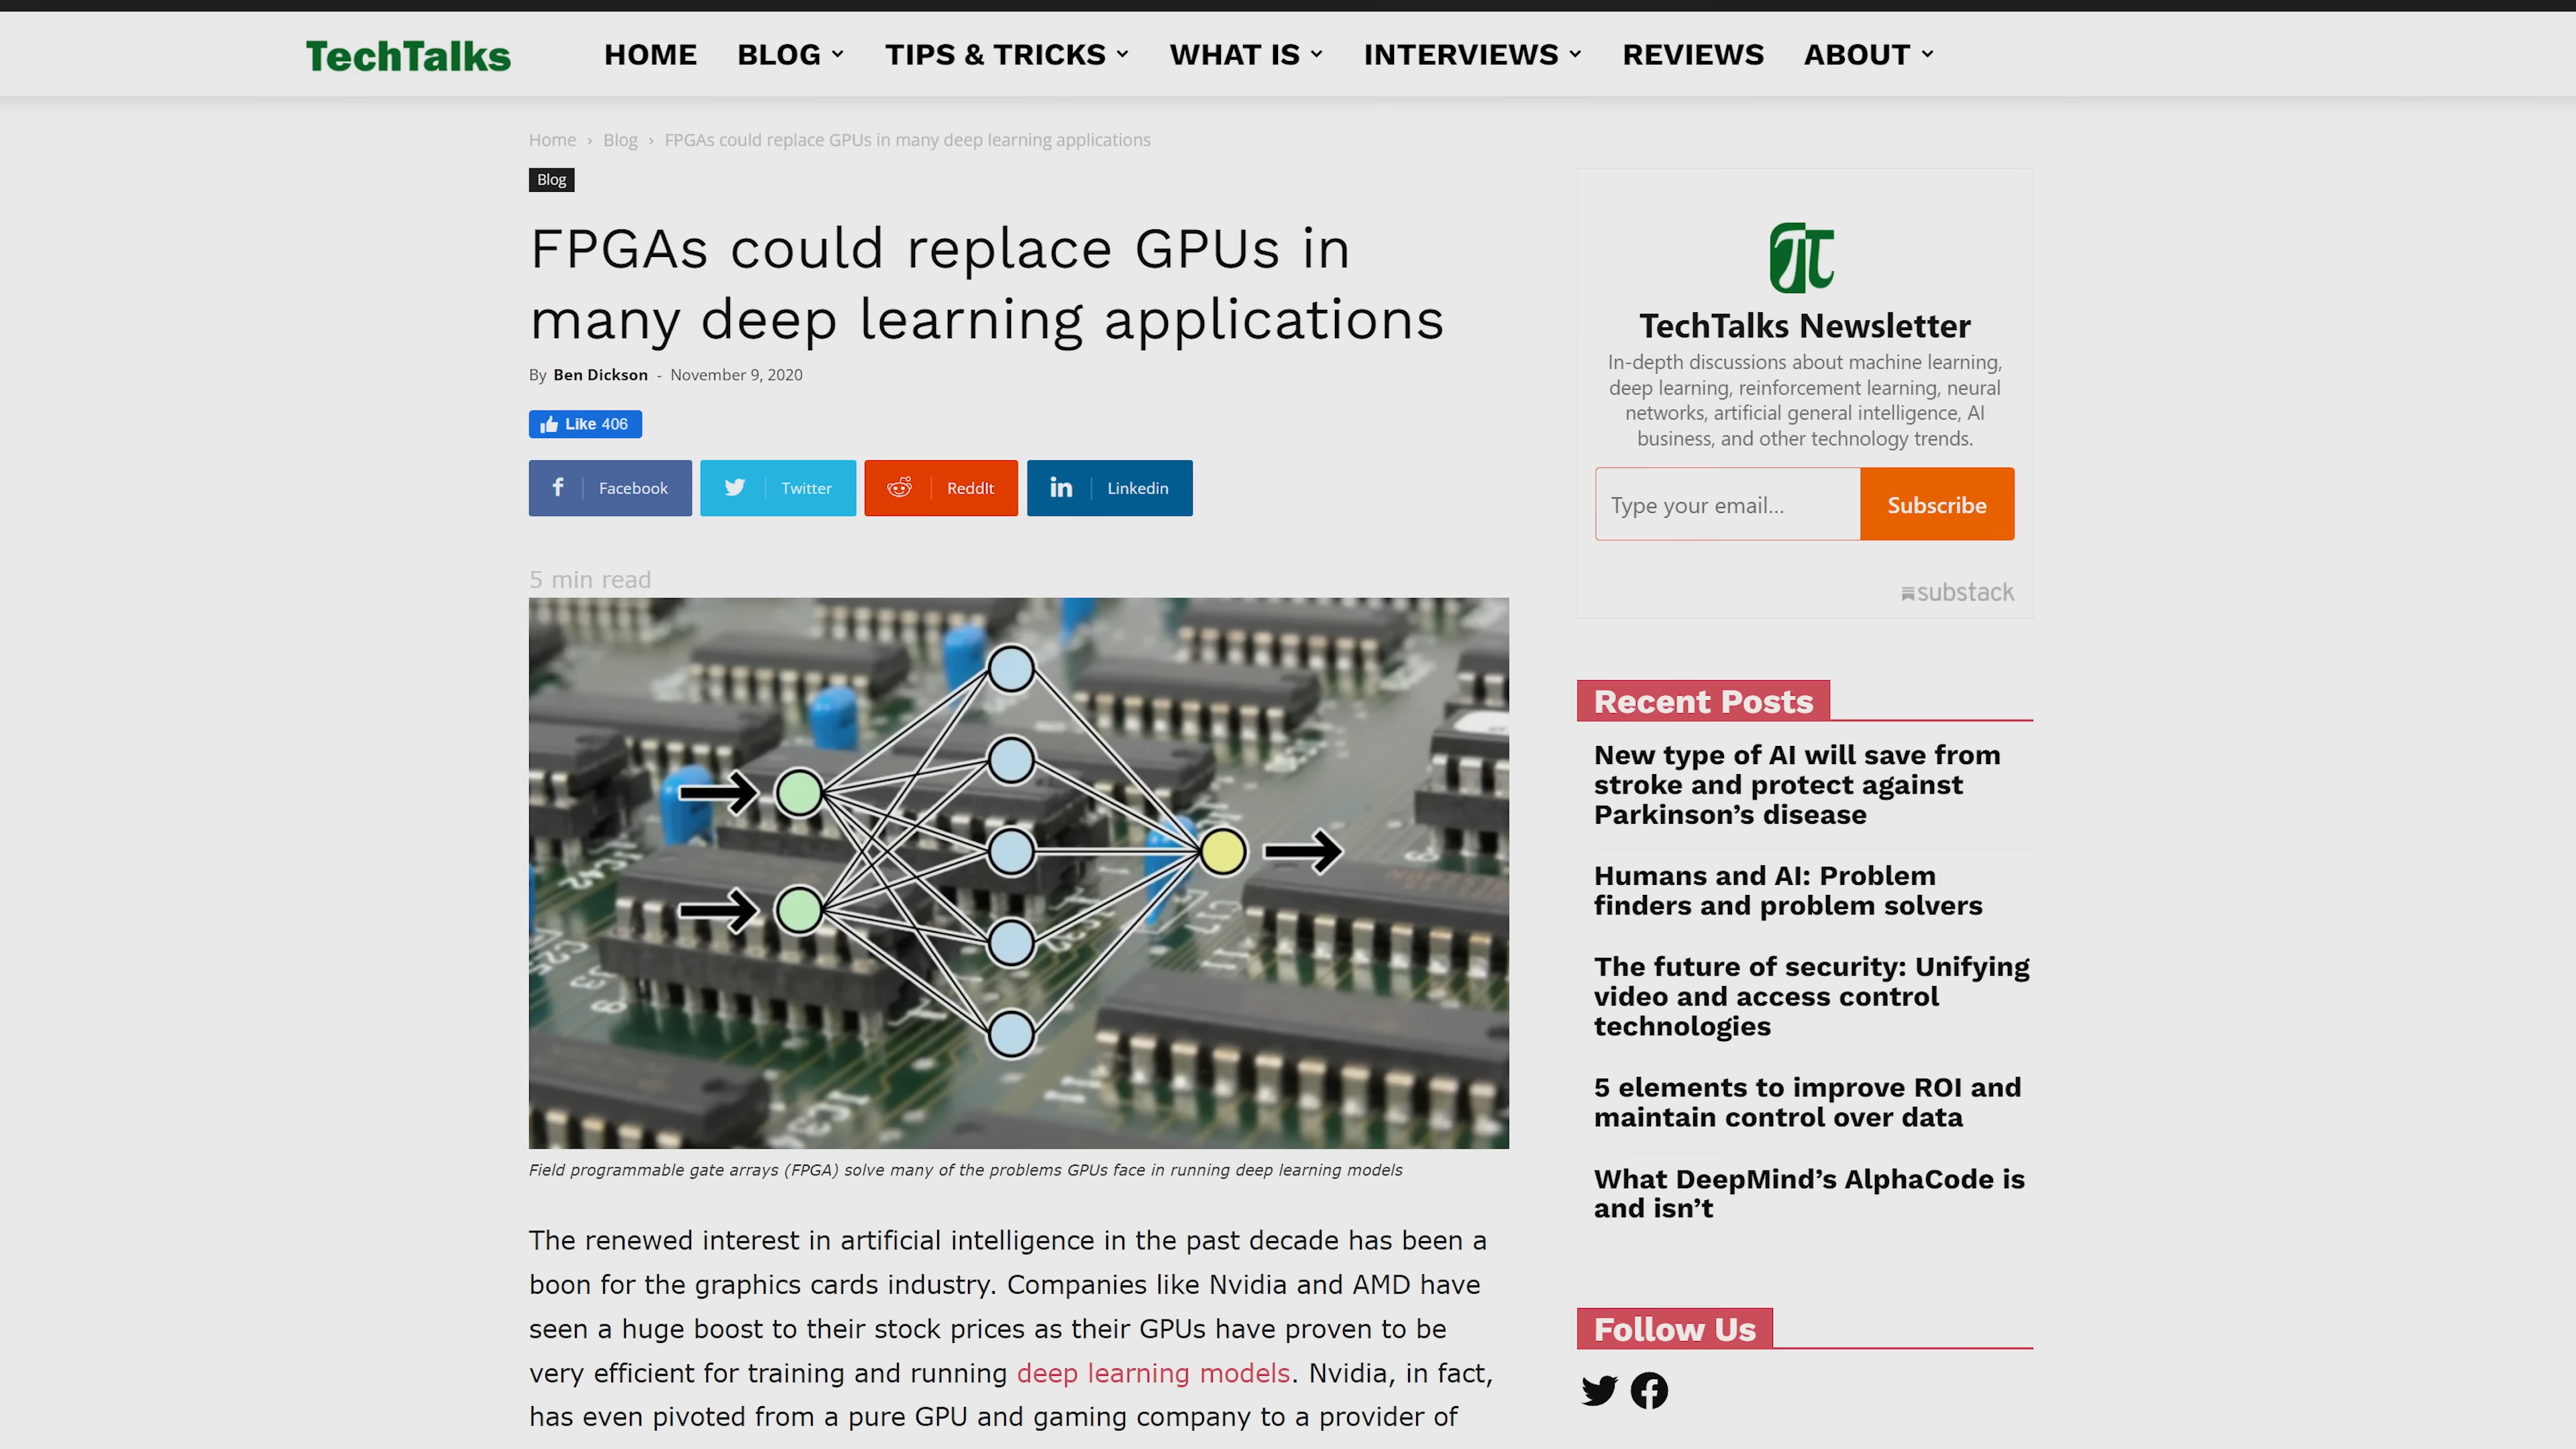 TechTalks
HOME BLOG TIPS & TRICKS WHAT IS INTERVIEWS REVIEWS ABOUT
Home › Blog › FPGAs could replace GPUs in many deep learning applications
Blog
FPGAs could replace GPUs in
many deep learning applications
By Ben Dickson - November 9, 2020
Like 406
Facebook Twitter ReddIt Linkedin
5 min read
Field programmable gate arrays (FPGA) solve many of the problems GPUs face in running deep learning models
The renewed interest in artificial intelligence in the past decade has been a
boon for the graphics cards industry. Companies like Nvidia and AMD have
seen a huge boost to their stock prices as their GPUs have proven to be
very efficient for training and running deep learning models. Nvidia, in fact,
has even pivoted from a pure GPU and gaming company to a provider of
TechTalks Newsletter
In-depth discussions about machine learning,
deep learning, reinforcement learning, neural
networks, artificial general intelligence, AI
business, and other technology trends.
Type your email... Subscribe
substack
Recent Posts
New type of AI will save from
stroke and protect against
Parkinson’s disease
Humans and AI: Problem
finders and problem solvers
The future of security: Unifying
video and access control
technologies
5 elements to improve ROI and
maintain control over data
What DeepMind’s AlphaCode is
and isn’t
Follow Us